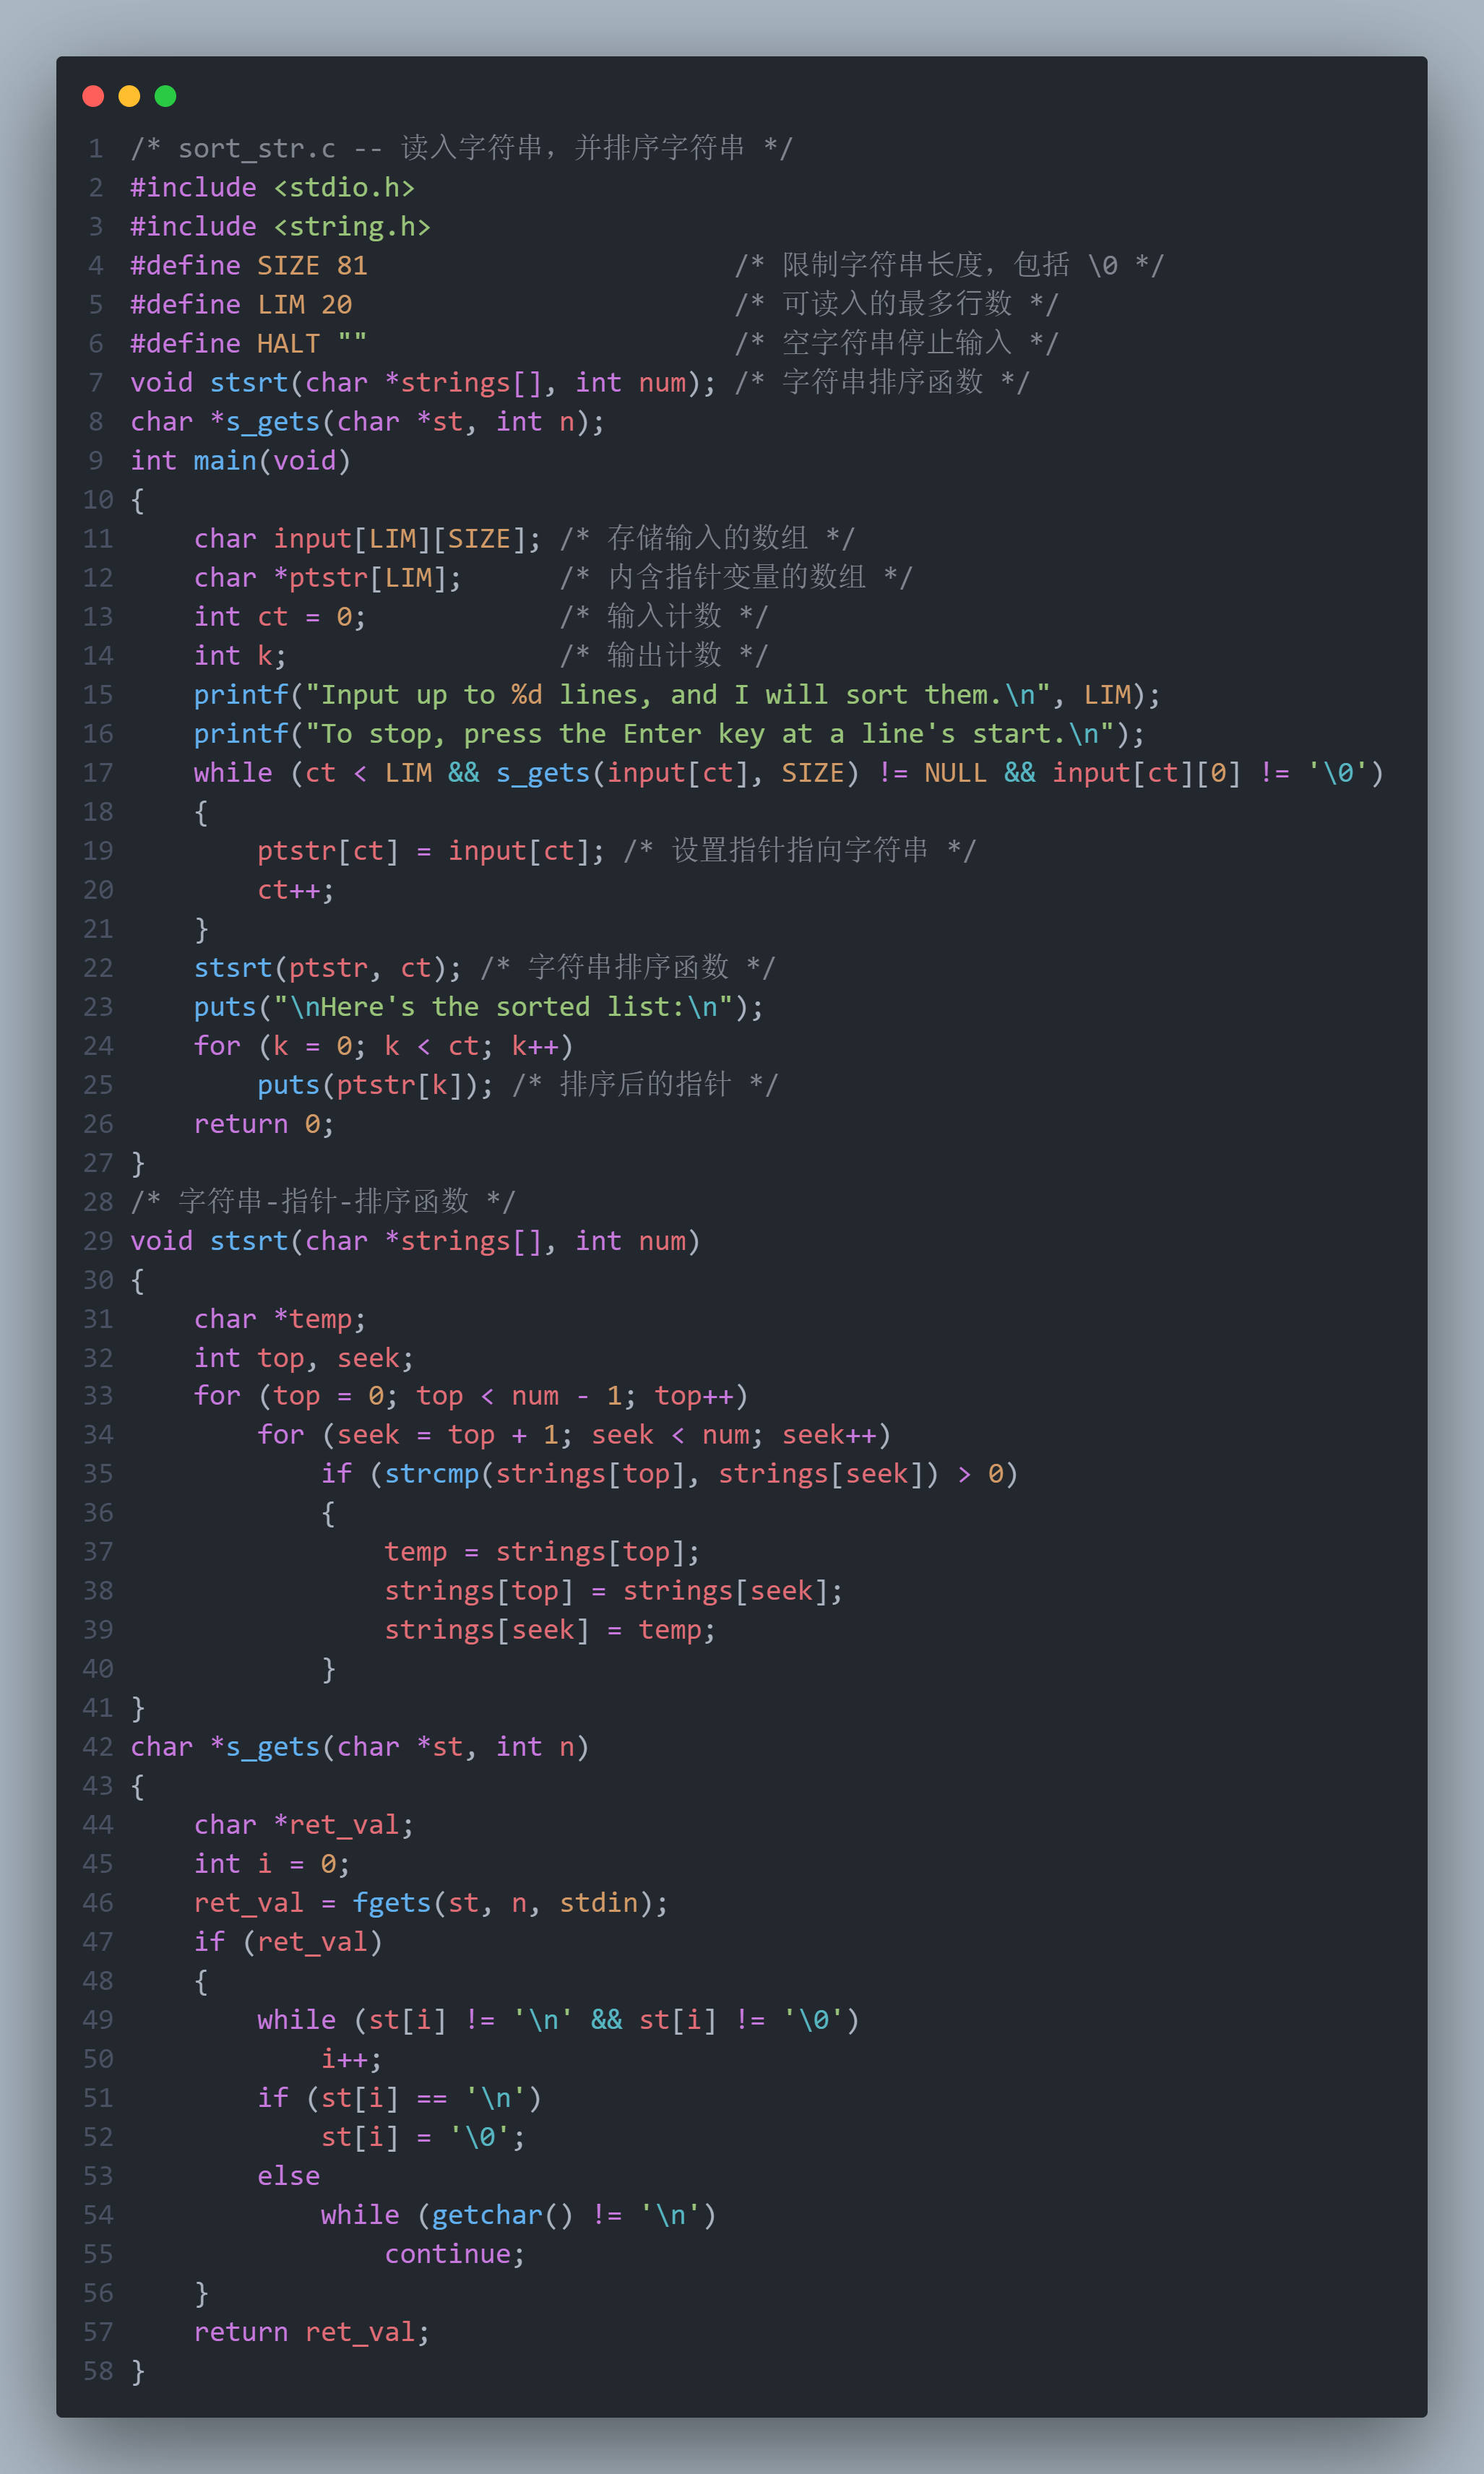 1 /* sort_str.c -- 读入字符串，并排序字符串 */
2 #include <stdio.h>
3 #include <string.h>
4 #define SIZE 81                       /* 限制字符串长度，包括 \0 */
5 #define LIM 20                        /* 可读入的最多行数 */
6 #define HALT ""                       /* 空字符串停止输入 */
7 void stsrt(char *strings[], int num); /* 字符串排序函数 */
8 char *s_gets(char *st, int n);
9 int main(void)
10 {
11     char input[LIM][SIZE]; /* 存储输入的数组 */
12     char *ptstr[LIM];      /* 内含指针变量的数组 */
13     int ct = 0;            /* 输入计数 */
14     int k;                 /* 输出计数 */
15     printf("Input up to %d lines, and I will sort them.\n", LIM);
16     printf("To stop, press the Enter key at a line's start.\n");
17     while (ct < LIM && s_gets(input[ct], SIZE) != NULL && input[ct][0] != '\0')
18     {
19         ptstr[ct] = input[ct]; /* 设置指针指向字符串 */
20         ct++;
21     }
22     stsrt(ptstr, ct); /* 字符串排序函数 */
23     puts("\nHere's the sorted list:\n");
24     for (k = 0; k < ct; k++)
25         puts(ptstr[k]); /* 排序后的指针 */
26     return 0;
27 }
28 /* 字符串-指针-排序函数 */
29 void stsrt(char *strings[], int num)
30 {
31     char *temp;
32     int top, seek;
33     for (top = 0; top < num - 1; top++)
34         for (seek = top + 1; seek < num; seek++)
35             if (strcmp(strings[top], strings[seek]) > 0)
36             {
37                 temp = strings[top];
38                 strings[top] = strings[seek];
39                 strings[seek] = temp;
40             }
41 }
42 char *s_gets(char *st, int n)
43 {
44     char *ret_val;
45     int i = 0;
46     ret_val = fgets(st, n, stdin);
47     if (ret_val)
48     {
49         while (st[i] != '\n' && st[i] != '\0')
50             i++;
51         if (st[i] == '\n')
52             st[i] = '\0';
53         else
54             while (getchar() != '\n')
55                 continue;
56     }
57     return ret_val;
58 }